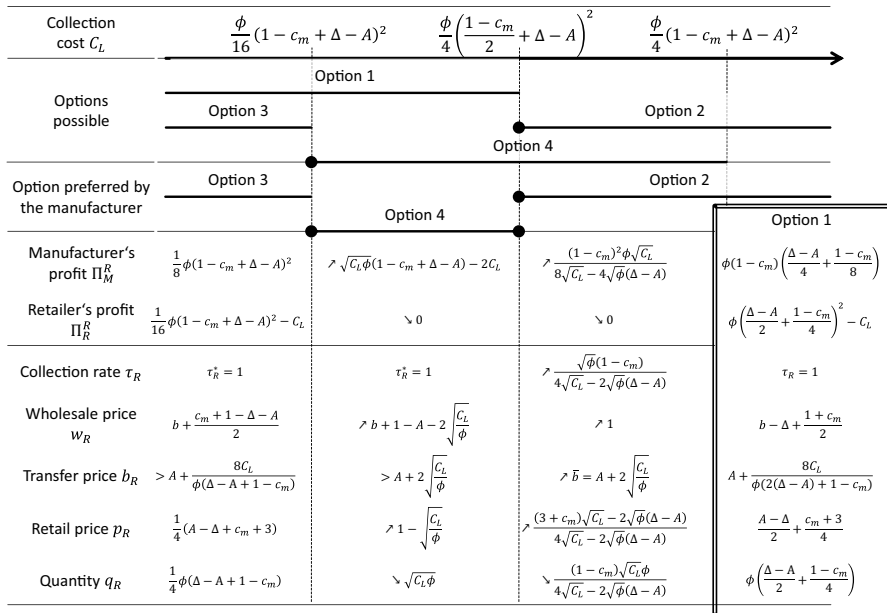 Collection cost C_L
φ/16 (1 − c_m + Δ − A)²
φ/4 ((1 − c_m)/2 + Δ − A)²
φ/4 (1 − c_m + Δ − A)²
Option 1
Options possible
Option 3
Option 2
Option 4
Option preferred by the manufacturer
Option 3
Option 2
Option 4
Option 1
Manufacturer's profit Π_M^R
1/8 φ(1 − c_m + Δ − A)²
↗ √(C_L φ)(1 − c_m + Δ − A) − 2C_L
↗ ((1 − c_m)² φ√C_L)/(8√C_L − 4√φ(Δ − A))
φ(1 − c_m)((Δ − A)/4 + (1 − c_m)/8)
Retailer's profit Π_R^R
1/16 φ(1 − c_m + Δ − A)² − C_L
↘ 0
↘ 0
φ((Δ − A)/2 + (1 − c_m)/4)² − C_L
Collection rate τ_R
τ_R^* = 1
τ_R^* = 1
↗ (√φ(1 − c_m))/(4√C_L − 2√φ(Δ − A))
τ_R = 1
Wholesale price w_R
b + (c_m + 1 − Δ − A)/2
↗ b + 1 − A − 2√(C_L/φ)
↗ 1
b − Δ + (1 + c_m)/2
Transfer price b_R
> A + 8C_L/(φ(Δ − A + 1 − c_m))
> A + 2√(C_L/φ)
↗ b̄ = A + 2√(C_L/φ)
A + 8C_L/(φ(2(Δ − A) + 1 − c_m))
Retail price p_R
1/4 (A − Δ + c_m + 3)
↗ 1 − √(C_L/φ)
↗ ((3 + c_m)√C_L − 2√φ(Δ − A))/(4√C_L − 2√φ(Δ − A))
(A − Δ)/2 + (c_m + 3)/4
Quantity q_R
1/4 φ(Δ − A + 1 − c_m)
↘ √(C_L φ)
↘ ((1 − c_m)√C_L φ)/(4√C_L − 2√φ(Δ − A))
φ((Δ − A)/2 + (1 − c_m)/4)